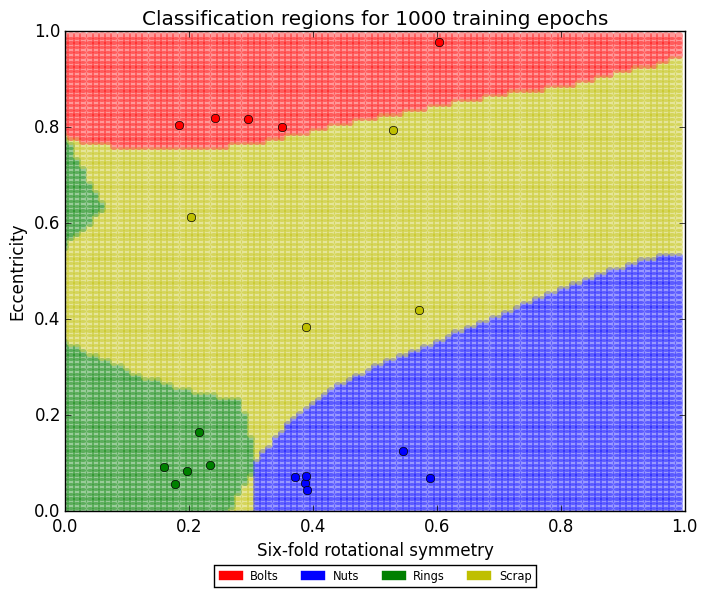 Classification regions for 1000 training epochs
1.0
0.8
0.6
0.4
0.2
0.0
Eccentricity
0.0 0.2 0.4 0.6 0.8 1.0
Six-fold rotational symmetry
Bolts Nuts Rings Scrap